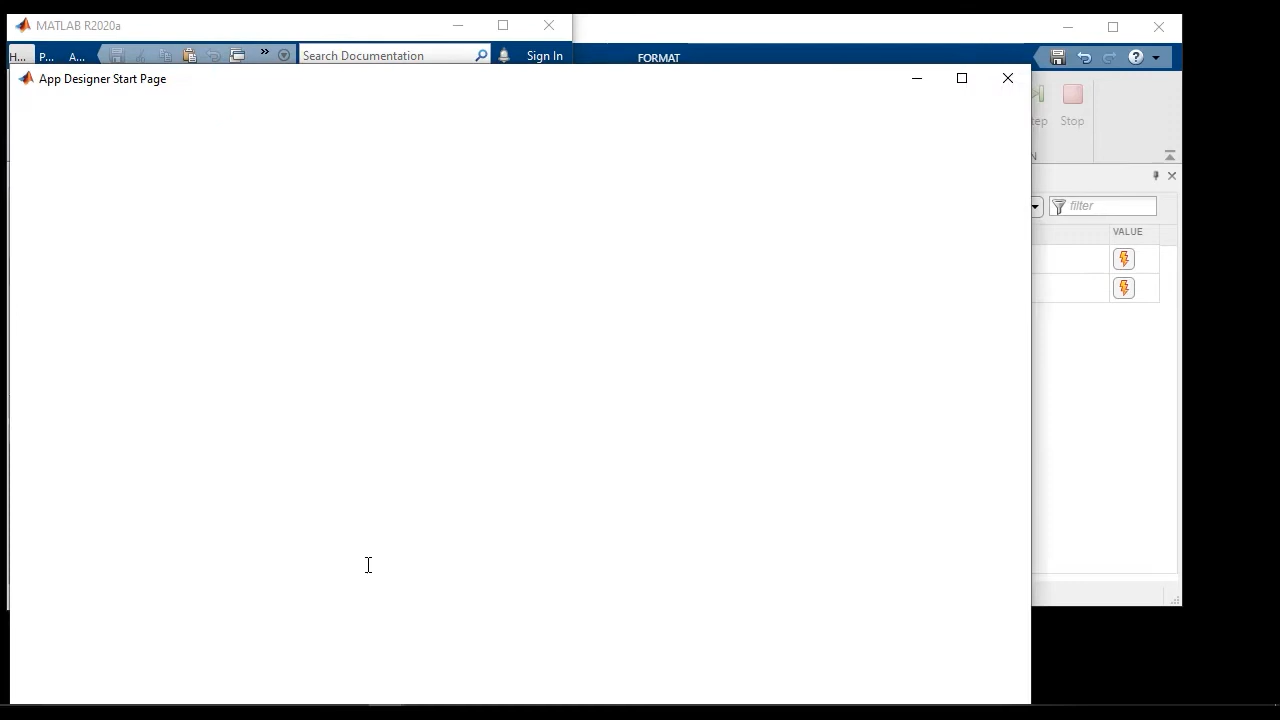 MATLAB R2020a
H... P... A... Search Documentation Sign In
FORMAT
App Designer Start Page
Stop
filter
VALUE